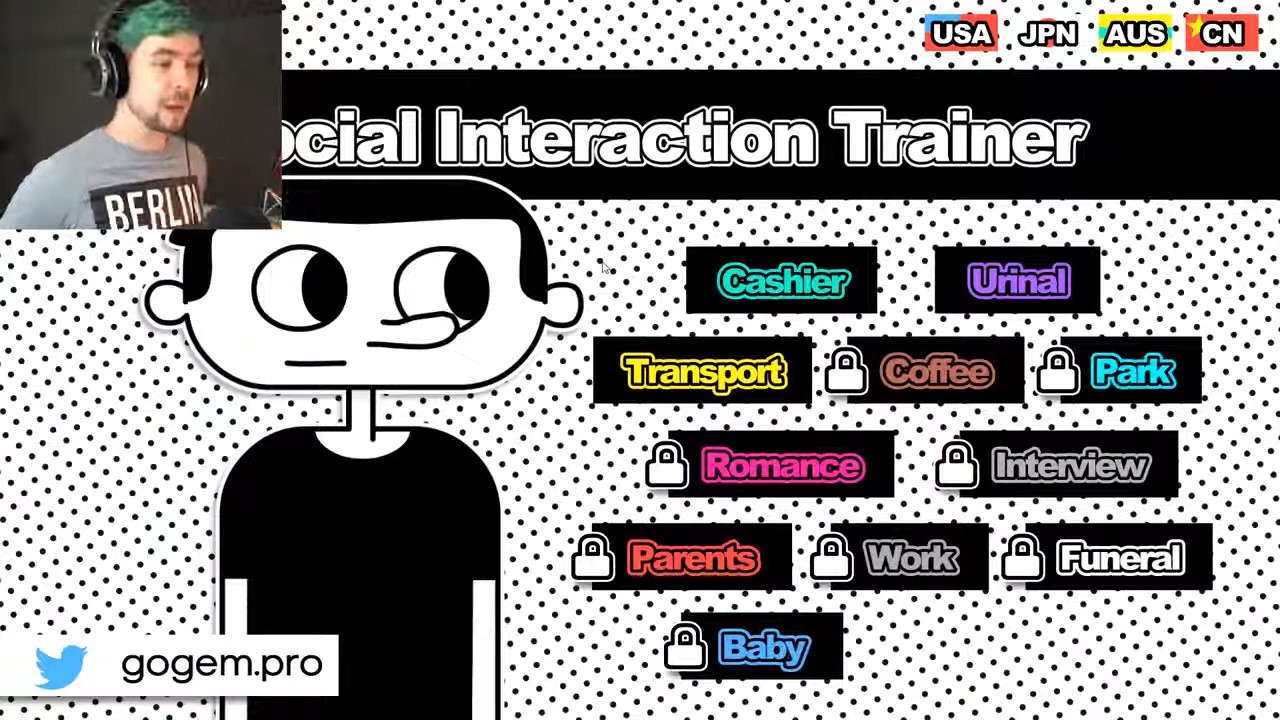 USA JPN AUS CN
ocial Interaction Trainer
BERLIN
Cashier Urinal
Transport Coffee Park
Romance Interview
Parents Work Funeral
Baby
gogem.pro